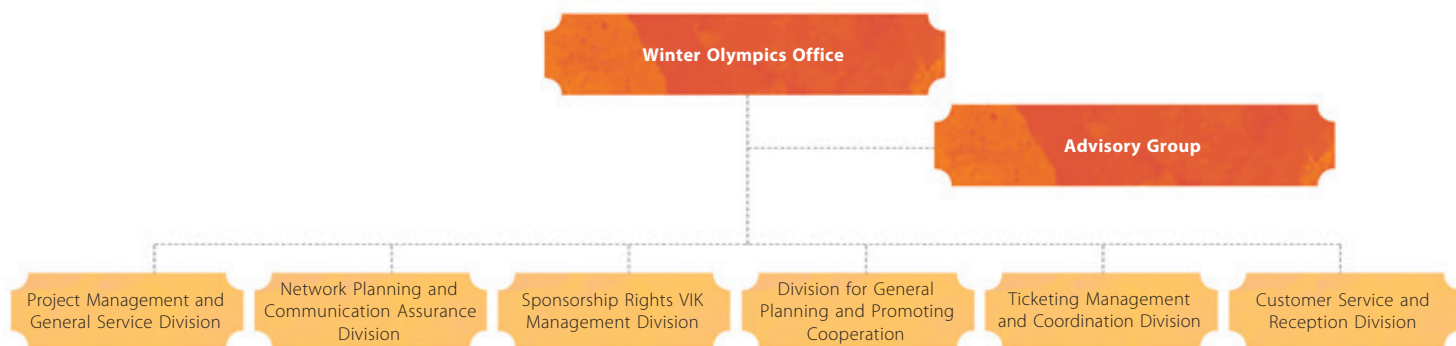 Winter Olympics Office
Advisory Group
Project Management and
General Service Division
Network Planning and
Communication Assurance
Division
Sponsorship Rights VIK
Management Division
Division for General
Planning and Promoting
Cooperation
Ticketing Management
and Coordination Division
Customer Service and
Reception Division